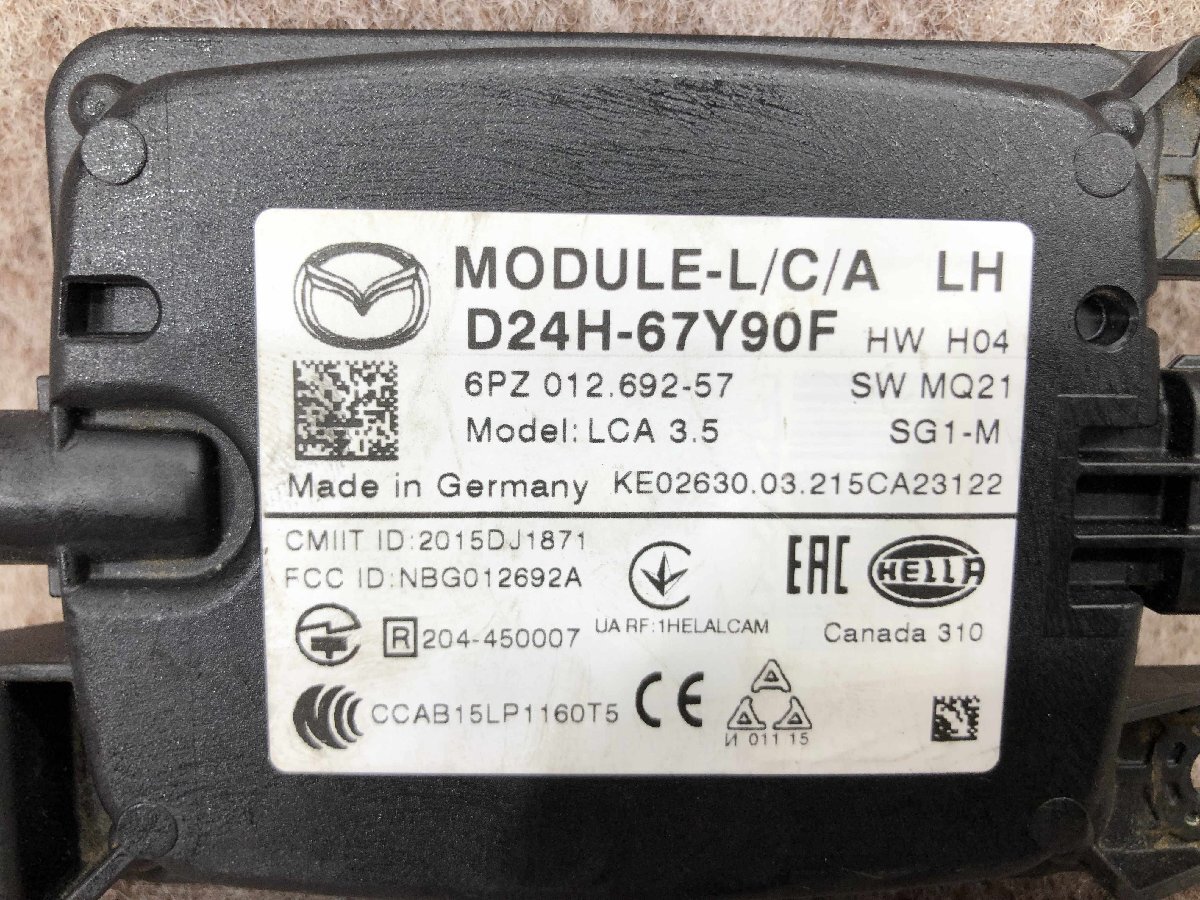 MODULE-L/C/A LH
D24H-67Y90F HW H04
6PZ 012.692-57 SW MQ21
Model: LCA 3.5 SG1-M
Made in Germany KE02630.03.215CA23122
CMIIT ID:2015DJ1871
FCC ID:NBG012692A
EAC HELLA
R 204-450007
UA RF:1HELALCAM
Canada 310
CCAB15LP1160T5 CE
И 011 15